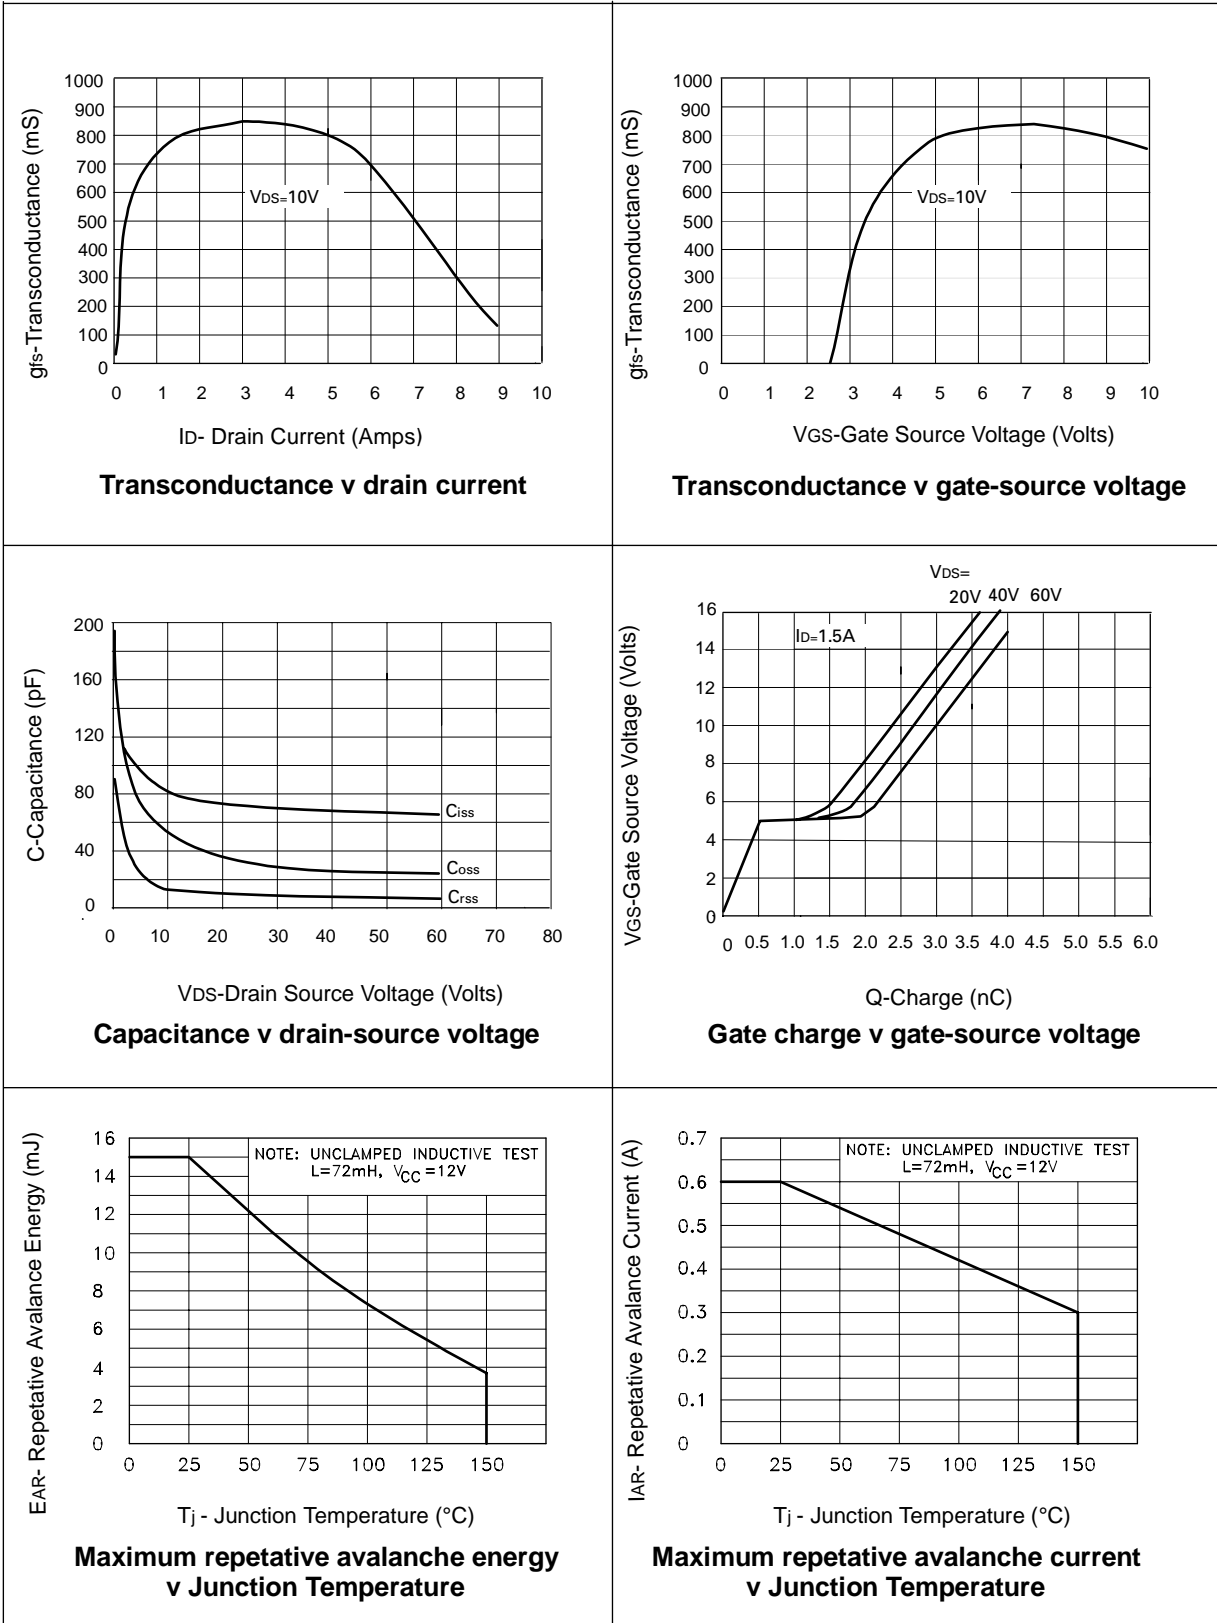 1000
900
800
700
600
500
400
300
200
100
0
gfs-Transconductance (mS)
VDS=10V
0 1 2 3 4 5 6 7 8 9 10
ID- Drain Current (Amps)
Transconductance v drain current
1000
900
800
700
600
500
400
300
200
100
0
gfs-Transconductance (mS)
VDS=10V
0 1 2 3 4 5 6 7 8 9 10
VGS-Gate Source Voltage (Volts)
Transconductance v gate-source voltage
200
160
120
80
40
0
C-Capacitance (pF)
Ciss
Coss
Crss
0 10 20 30 40 50 60 70 80
VDS-Drain Source Voltage (Volts)
Capacitance v drain-source voltage
VDS=
20V 40V 60V
16
14
12
10
8
6
4
2
0
VGS-Gate Source Voltage (Volts)
ID=1.5A
0 0.5 1.0 1.5 2.0 2.5 3.0 3.5 4.0 4.5 5.0 5.5 6.0
Q-Charge (nC)
Gate charge v gate-source voltage
16
14
12
10
8
6
4
2
0
EAR- Repetative Avalance Energy (mJ)
NOTE: UNCLAMPED INDUCTIVE TEST
L=72mH, VCC=12V
0 25 50 75 100 125 150
Tj - Junction Temperature (°C)
Maximum repetative avalanche energy
v Junction Temperature
0.7
0.6
0.5
0.4
0.3
0.2
0.1
0
IAR- Repetative Avalance Current (A)
NOTE: UNCLAMPED INDUCTIVE TEST
L=72mH, VCC=12V
0 25 50 75 100 125 150
Tj - Junction Temperature (°C)
Maximum repetative avalanche current
v Junction Temperature